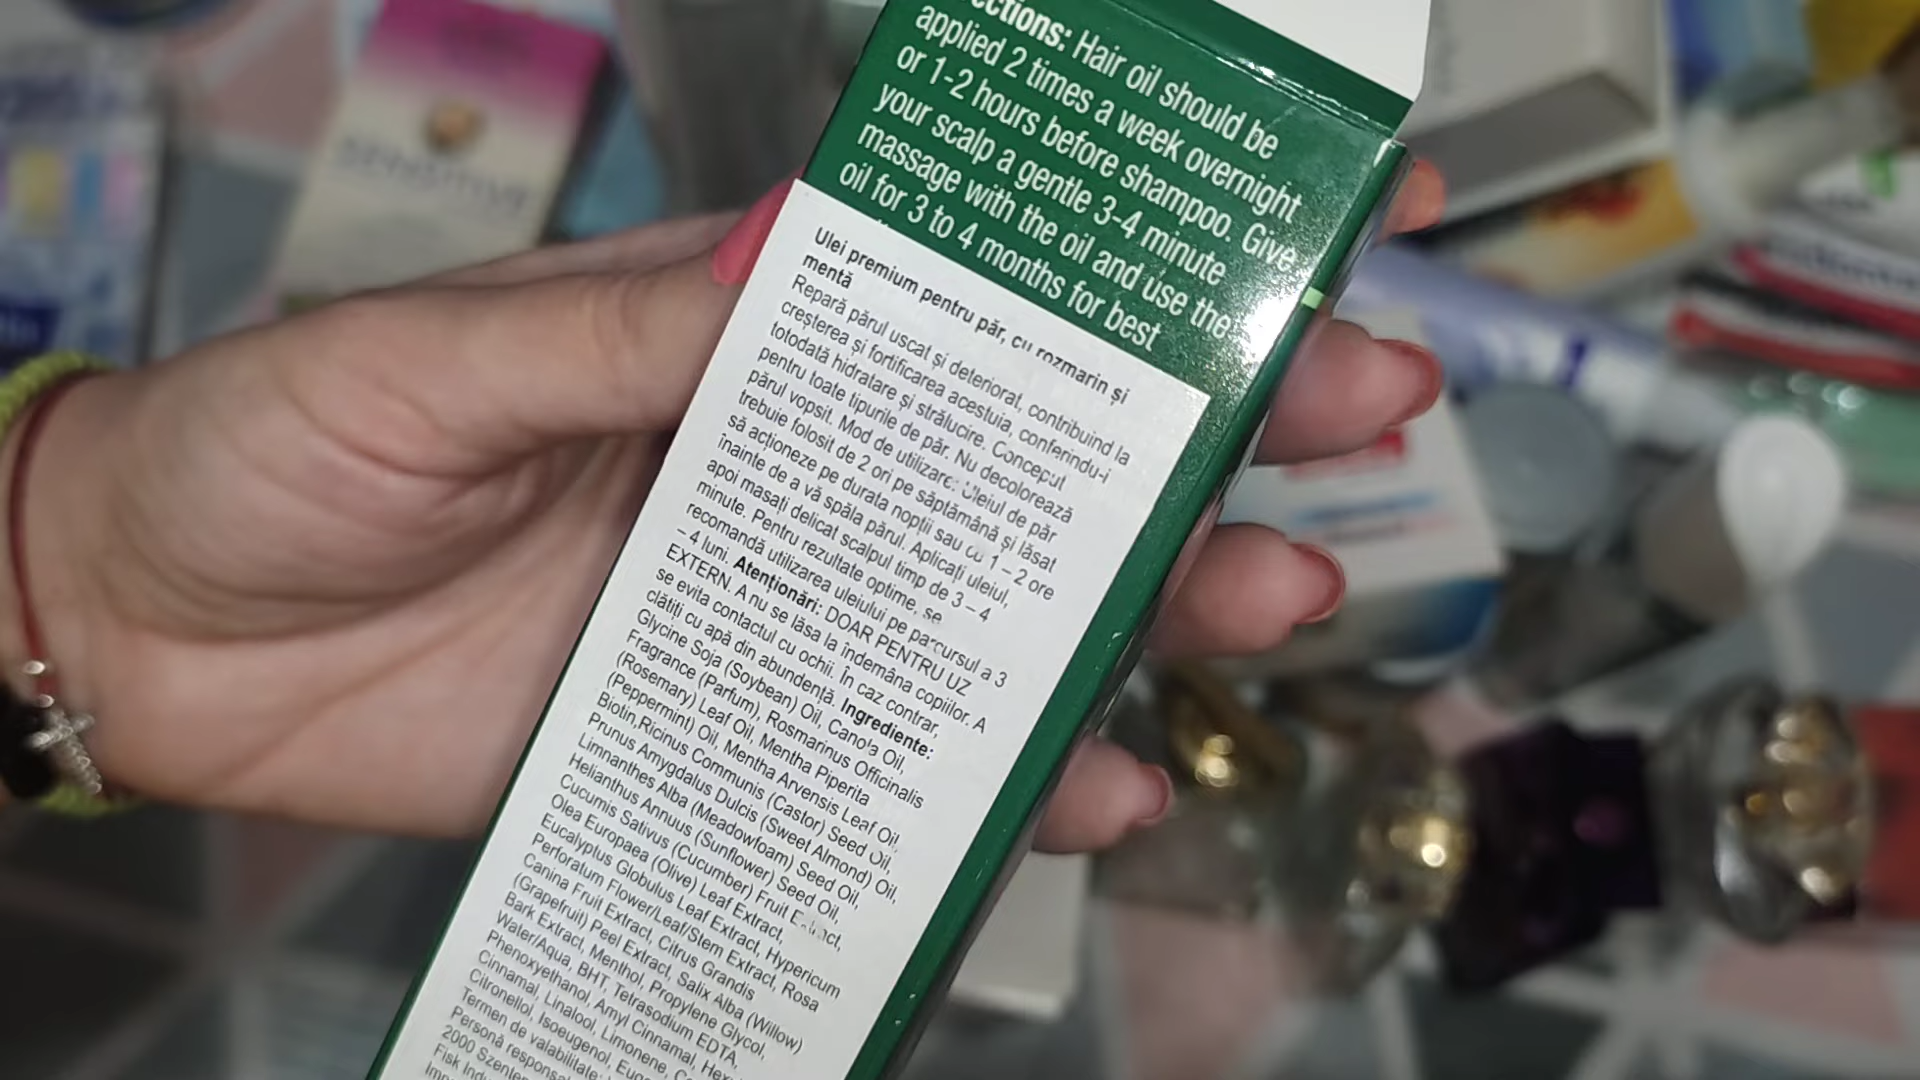 ctions: Hair oil should be
applied 2 times a week overnight
or 1-2 hours before shampoo. Give
your scalp a gentle 3-4 minute
massage with the oil and use the
oil for 3 to 4 months for best
Ulei premium pentru păr, cu rozmarin și
mentă
Repară părul uscat și deteriorat, contribuind la
creșterea și fortificarea acestuia, conferindu-i
totodată hidratare și strălucire. Conceput
pentru toate tipurile de păr. Nu decolorează
părul vopsit. Mod de utilizare: Uleiul de păr
trebuie folosit de 2 ori pe săptămână și lăsat
să acționeze pe durata nopții sau cu 1 – 2 ore
înainte de a vă spăla părul. Aplicați uleiul,
apoi masați delicat scalpul timp de 3 – 4
minute. Pentru rezultate optime, se
recomandă utilizarea uleiului pe parcursul a 3
– 4 luni. Atenționări: DOAR PENTRU UZ
EXTERN. A nu se lăsa la îndemâna copiilor. A
se evita contactul cu ochii. În caz contrar,
clătiți cu apă din abundență. Ingrediente:
Glycine Soja (Soybean) Oil, Canola Oil,
Fragrance (Parfum), Rosmarinus Officinalis
(Rosemary) Leaf Oil, Mentha Piperita
(Peppermint) Oil, Mentha Arvensis Leaf Oil,
Biotin,Ricinus Communis (Castor) Seed Oil,
Prunus Amygdalus Dulcis (Sweet Almond) Oil,
Limnanthes Alba (Meadowfoam) Seed Oil,
Helianthus Annuus (Sunflower) Seed Oil,
Cucumis Sativus (Cucumber) Fruit Extract,
Olea Europaea (Olive) Leaf Extract,
Eucalyptus Globulus Leaf Extract, Hypericum
Perforatum Flower/Leaf/Stem Extract, Rosa
Canina Fruit Extract, Citrus Grandis
(Grapefruit) Peel Extract, Salix Alba (Willow)
Bark Extract, Menthol, Propylene Glycol,
Water/Aqua, BHT, Tetrasodium EDTA,
Phenoxyethanol, Amyl Cinnamal, Hexy
Cinnamal, Linalool, Limonene,
Citronellol, Isoeugenol, Euge
Termen de valabilitate:
Persoană responsa
2000 Szenten
Fisk Indu
SENSITIVE